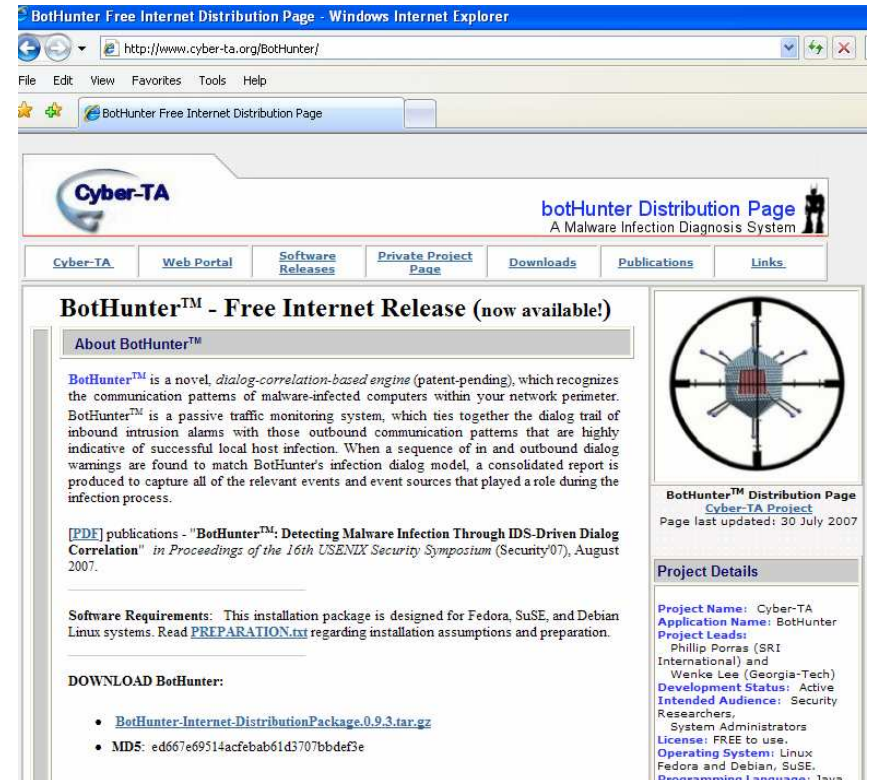 BotHunter Free Internet Distribution Page - Windows Internet Explorer
http://www.cyber-ta.org/BotHunter/
File Edit View Favorites Tools Help
BotHunter Free Internet Distribution Page
Cyber-TA
botHunter Distribution Page
A Malware Infection Diagnosis System
Cyber-TA Web Portal Software Releases Private Project Page Downloads Publications Links
BotHunter™ - Free Internet Release (now available!)
About BotHunter™
BotHunter™ is a novel, dialog-correlation-based engine (patent-pending), which recognizes
the communication patterns of malware-infected computers within your network perimeter.
BotHunter™ is a passive traffic monitoring system, which ties together the dialog trail of
inbound intrusion alarms with those outbound communication patterns that are highly
indicative of successful local host infection. When a sequence of in and outbound dialog
warnings are found to match BotHunter's infection dialog model, a consolidated report is
produced to capture all of the relevant events and event sources that played a role during the
infection process.
[PDF] publications - "BotHunter™: Detecting Malware Infection Through IDS-Driven Dialog
Correlation" in Proceedings of the 16th USENIX Security Symposium (Security'07), August
2007.
Software Requirements: This installation package is designed for Fedora, SuSE, and Debian
Linux systems. Read PREPARATION.txt regarding installation assumptions and preparation.
DOWNLOAD BotHunter:
• BotHunter-Internet-DistributionPackage.0.9.3.tar.gz
• MD5: ed667e69514acfebab61d3707bbdef3e
BotHunter™ Distribution Page
Cyber-TA Project
Page last updated: 30 July 2007
Project Details
Project Name: Cyber-TA
Application Name: BotHunter
Project Leads:
Phillip Porras (SRI
International) and
Wenke Lee (Georgia-Tech)
Development Status: Active
Intended Audience: Security
Researchers,
System Administrators
License: FREE to use.
Operating System: Linux
Fedora and Debian, SuSE.
Programming Language: Java